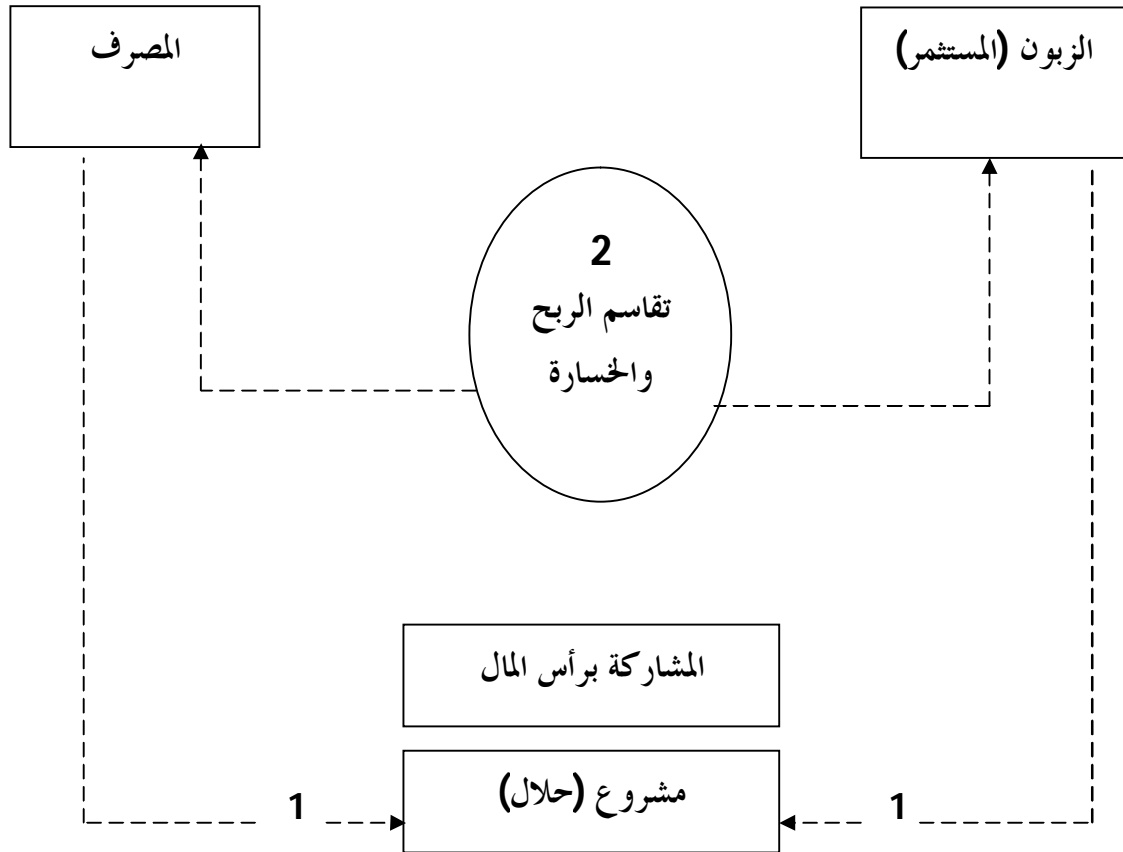 الزبون (المستثمر)
المصرف
2
تقاسم الربح
والخسارة
المشاركة برأس المال
مشروع (حلال)
1
1